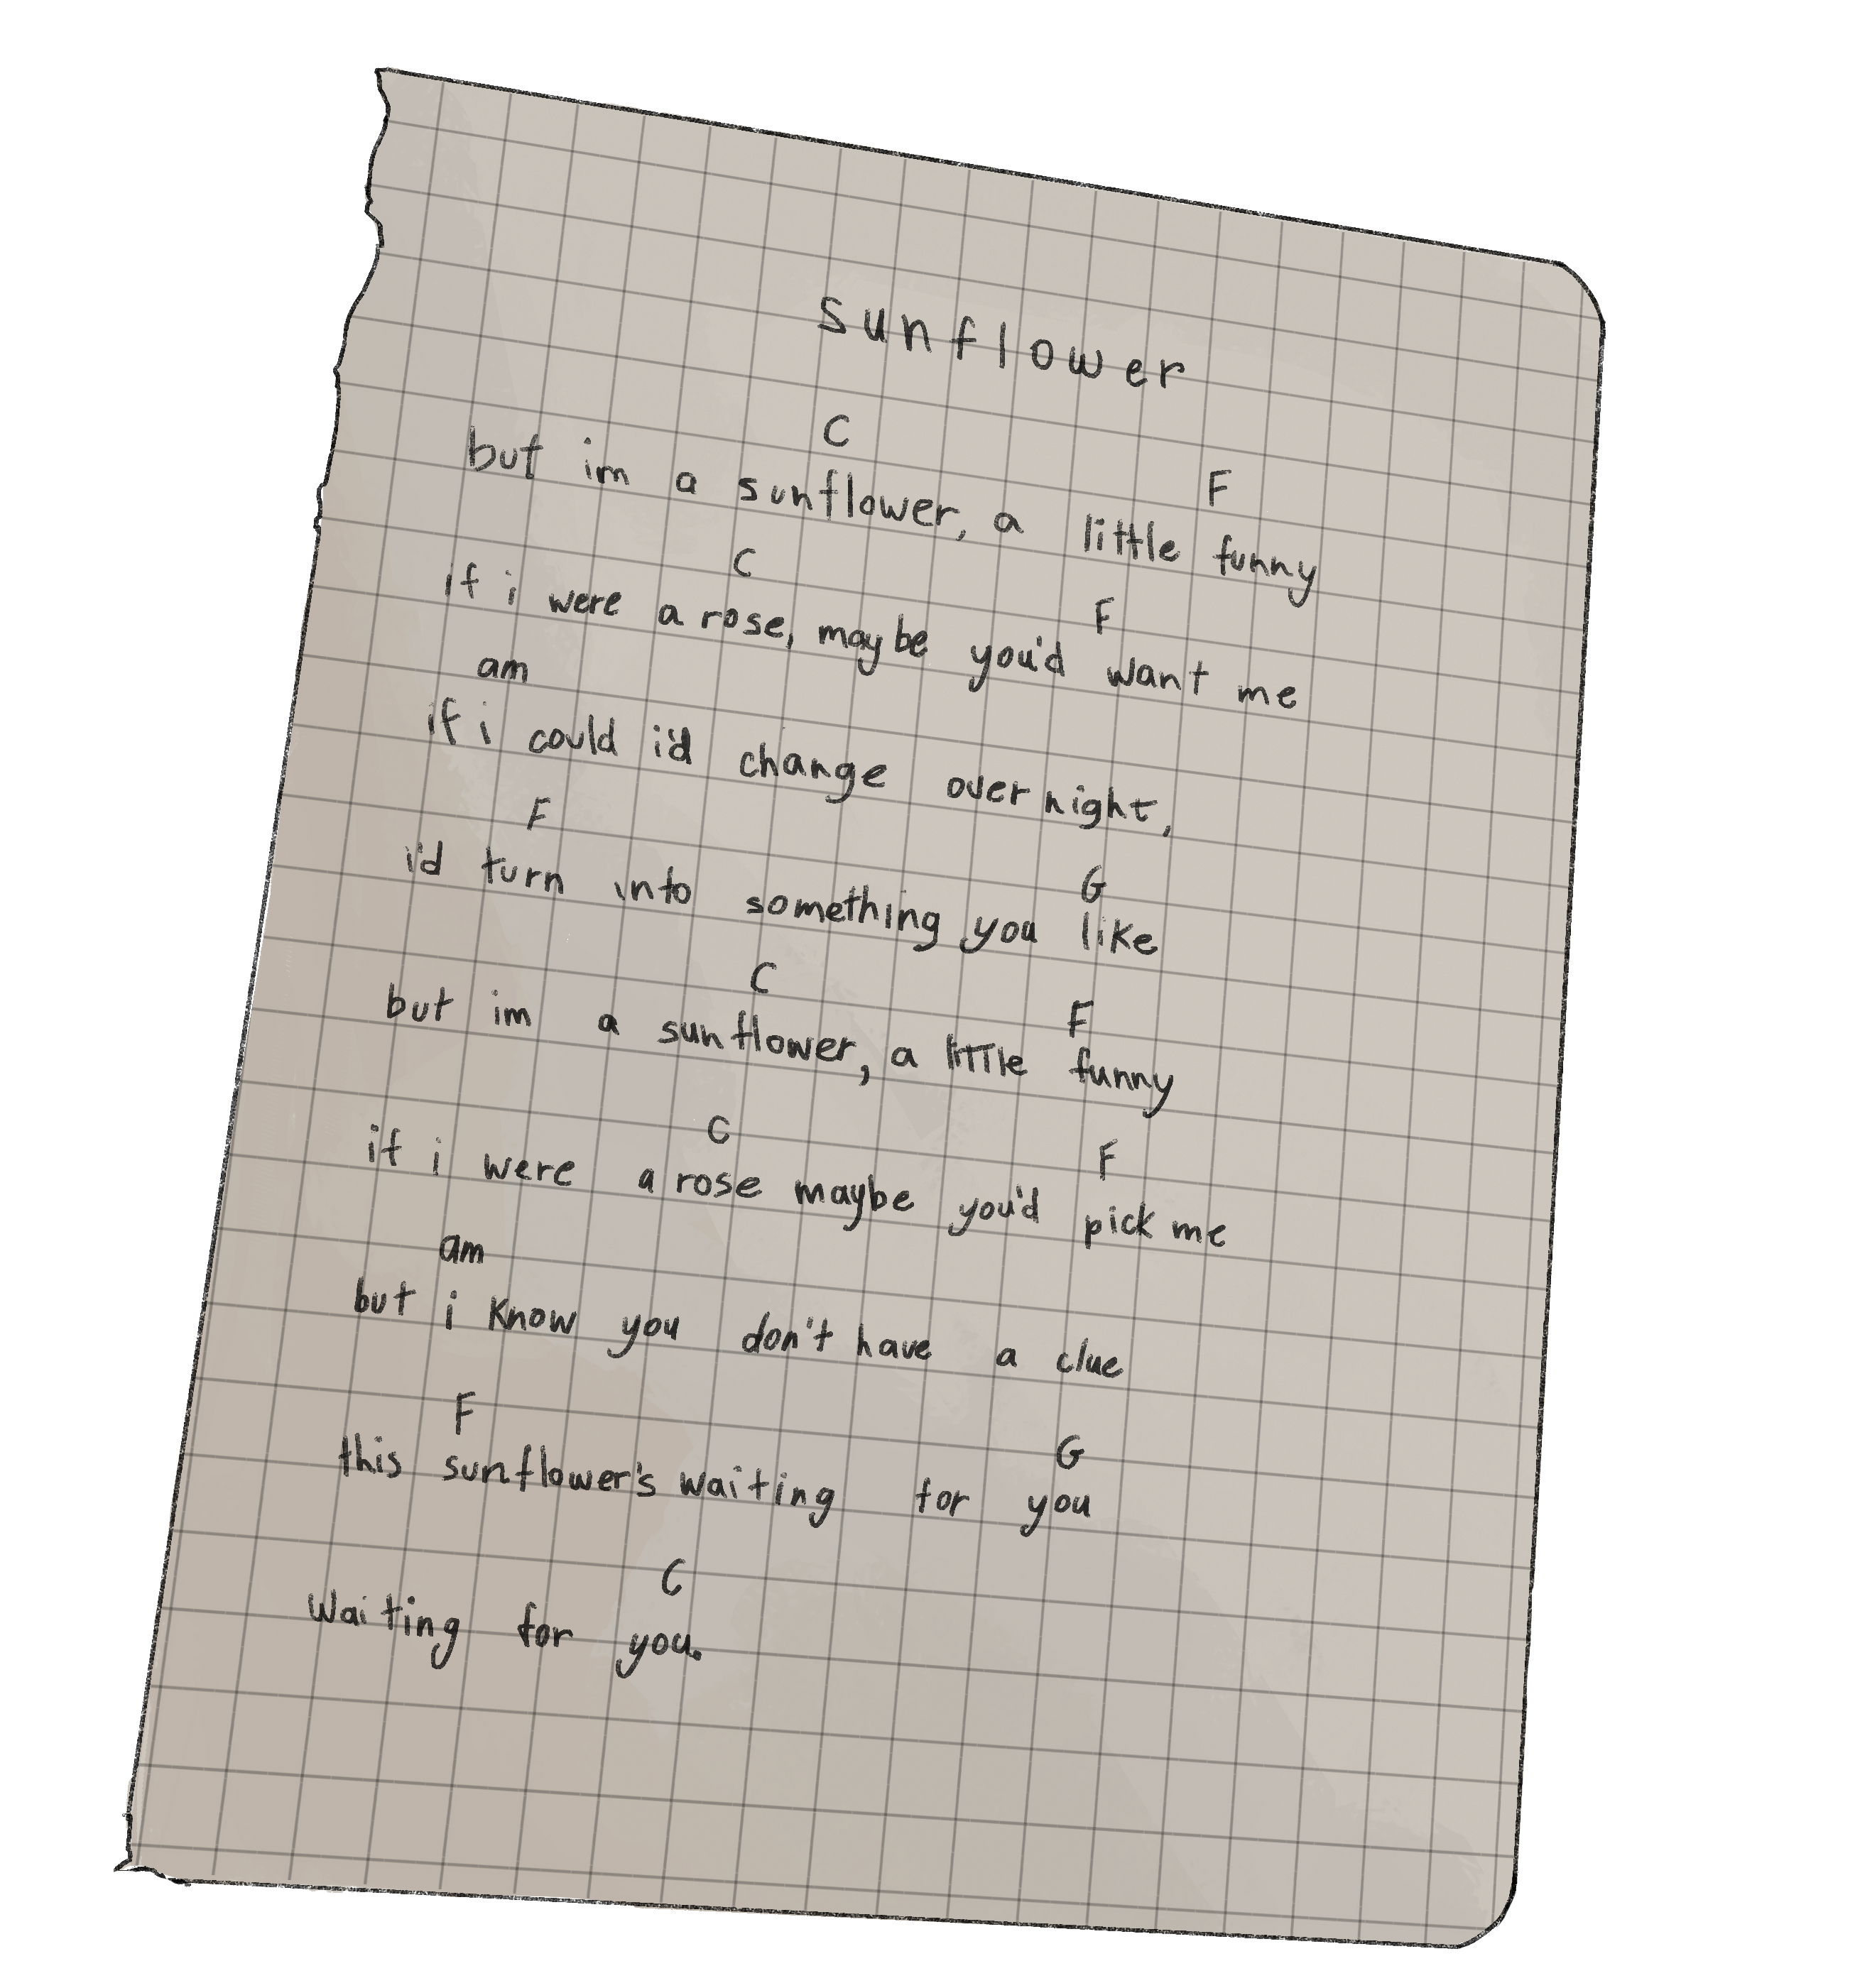 sunflower
C F
but im a sunflower, a little funny
C F
if i were a rose, maybe you'd want me
am
if i could i'd change over night,
F G
i'd turn into something you like
C F
but im a sunflower, a little funny
C F
if i were a rose maybe you'd pick me
am
but i know you don't have a clue
F G
this sunflower's waiting for you
C
waiting for you.